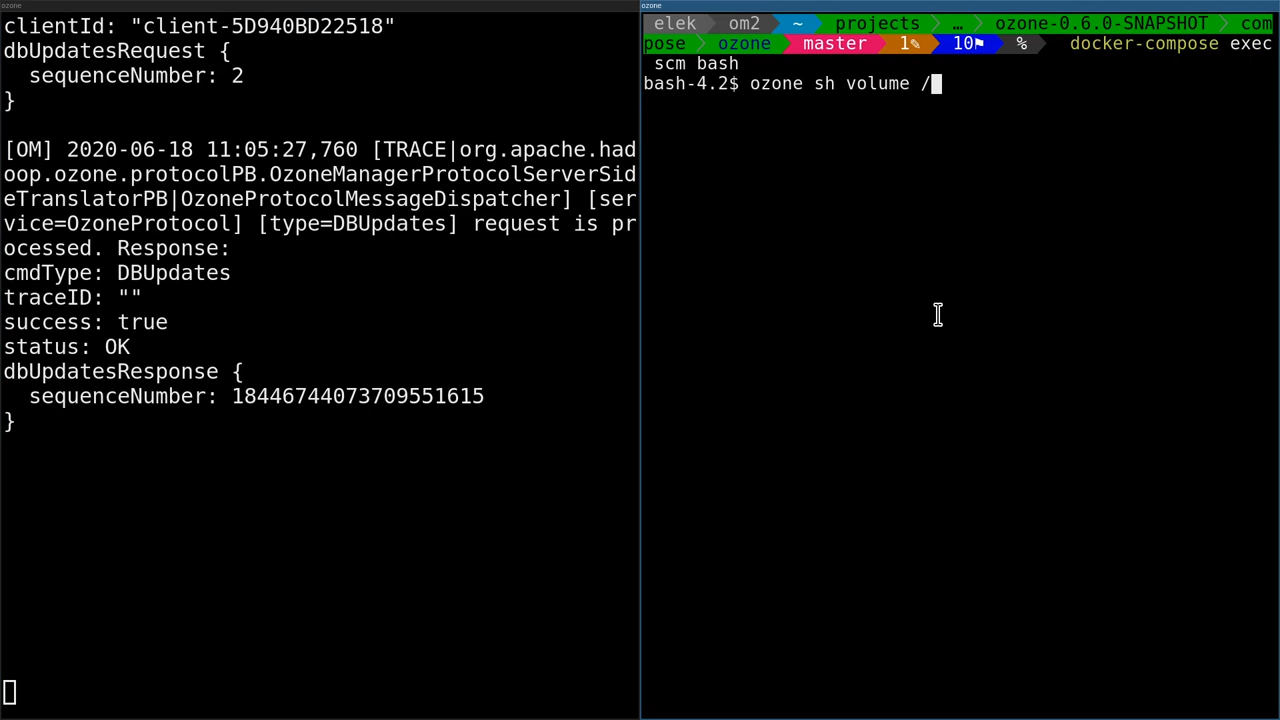 ozone
clientId: "client-5D940BD22518"
dbUpdatesRequest {
  sequenceNumber: 2
}
[OM] 2020-06-18 11:05:27,760 [TRACE|org.apache.had
oop.ozone.protocolPB.OzoneManagerProtocolServerSid
eTranslatorPB|OzoneProtocolMessageDispatcher] [ser
vice=OzoneProtocol] [type=DBUpdates] request is pr
ocessed. Response:
cmdType: DBUpdates
traceID: ""
success: true
status: OK
dbUpdatesResponse {
  sequenceNumber: 18446744073709551615
}
ozone
elek om2 ~ projects … ozone-0.6.0-SNAPSHOT com
pose ozone master 1✎ 10⚑ % docker-compose exec
 scm bash
bash-4.2$ ozone sh volume /